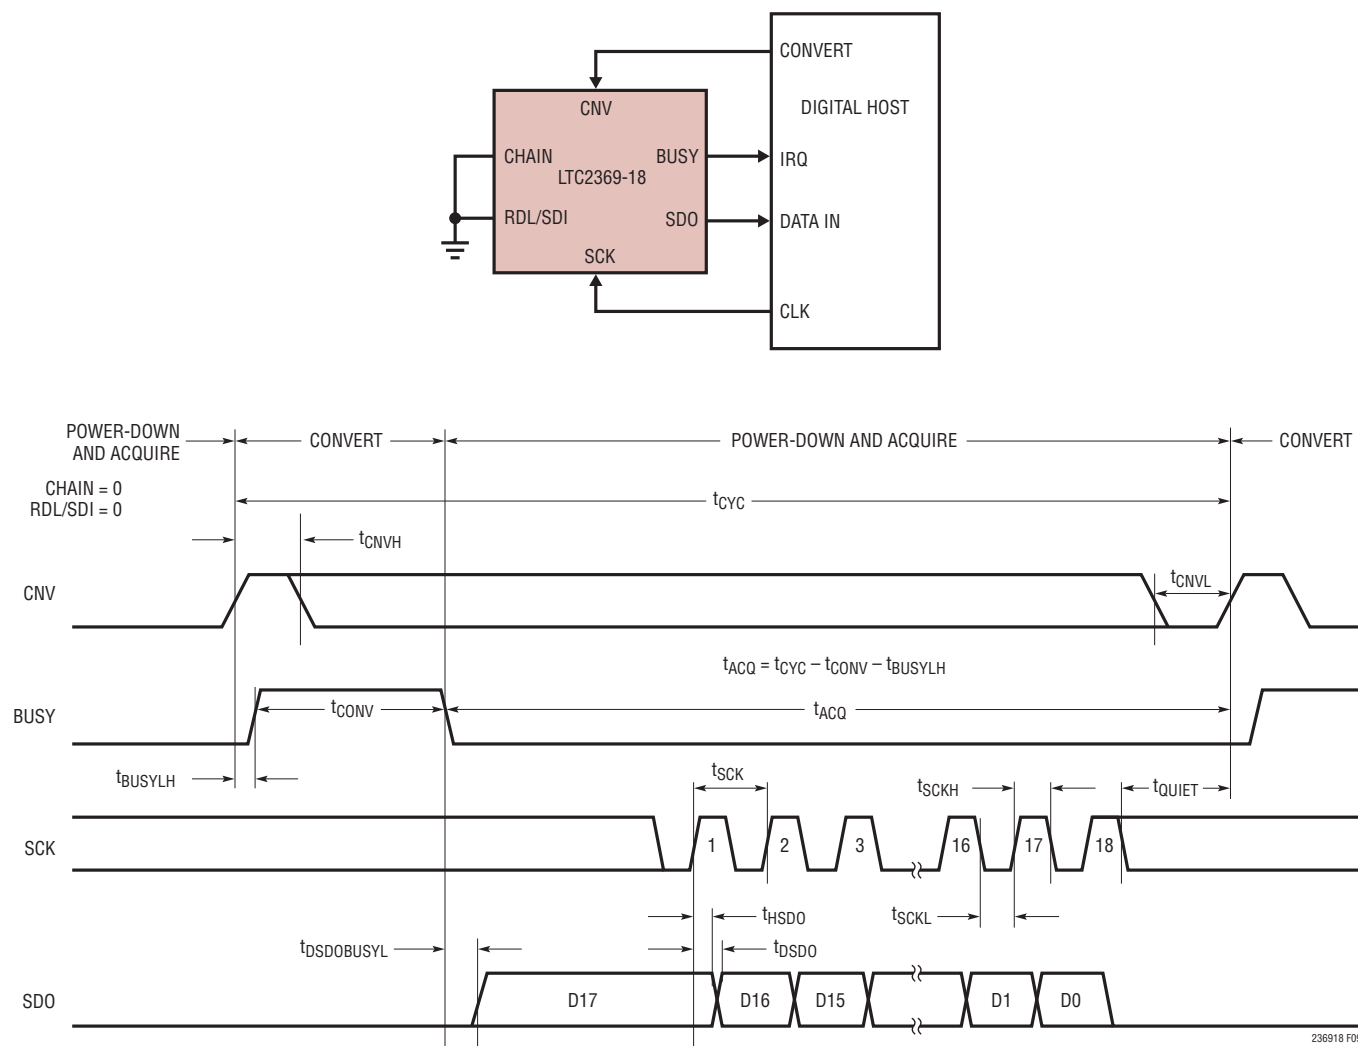 CONVERT
CNV
DIGITAL HOST
CHAIN
BUSY
IRQ
LTC2369-18
RDL/SDI
SDO
DATA IN
SCK
CLK
POWER-DOWN
AND ACQUIRE
CONVERT
POWER-DOWN AND ACQUIRE
CONVERT
CHAIN = 0
RDL/SDI = 0
tCYC
tCNVH
CNV
tCNVL
tACQ = tCYC – tCONV – tBUSYLH
BUSY
tCONV
tACQ
tBUSYLH
tSCK
tSCKH
tQUIET
SCK
1
2
3
16
17
18
tHSDO
tSCKL
tDSDOBUSYL
tDSDO
SDO
D17
D16
D15
D1
D0
236918 F09